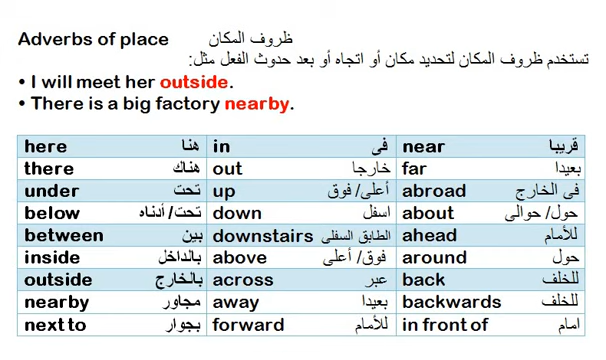 Adverbs of place ظروف المكان
تستخدم ظروف المكان لتحديد مكان أو اتجاه أو بعد حدوث الفعل مثل:
• I will meet her outside.
• There is a big factory nearby.
here هنا in فى near قريبا
there هناك out خارجا far بعيدا
under تحت up أعلى/ فوق abroad فى الخارج
below تحت/ أدناه down اسفل about حول/ حوالى
between بين downstairs الطابق السفلى ahead للأمام
inside بالداخل above فوق/ أعلى around حول
outside بالخارج across عبر back للخلف
nearby مجاور away بعيدا backwards للخلف
next to بجوار forward للأمام in front of امام